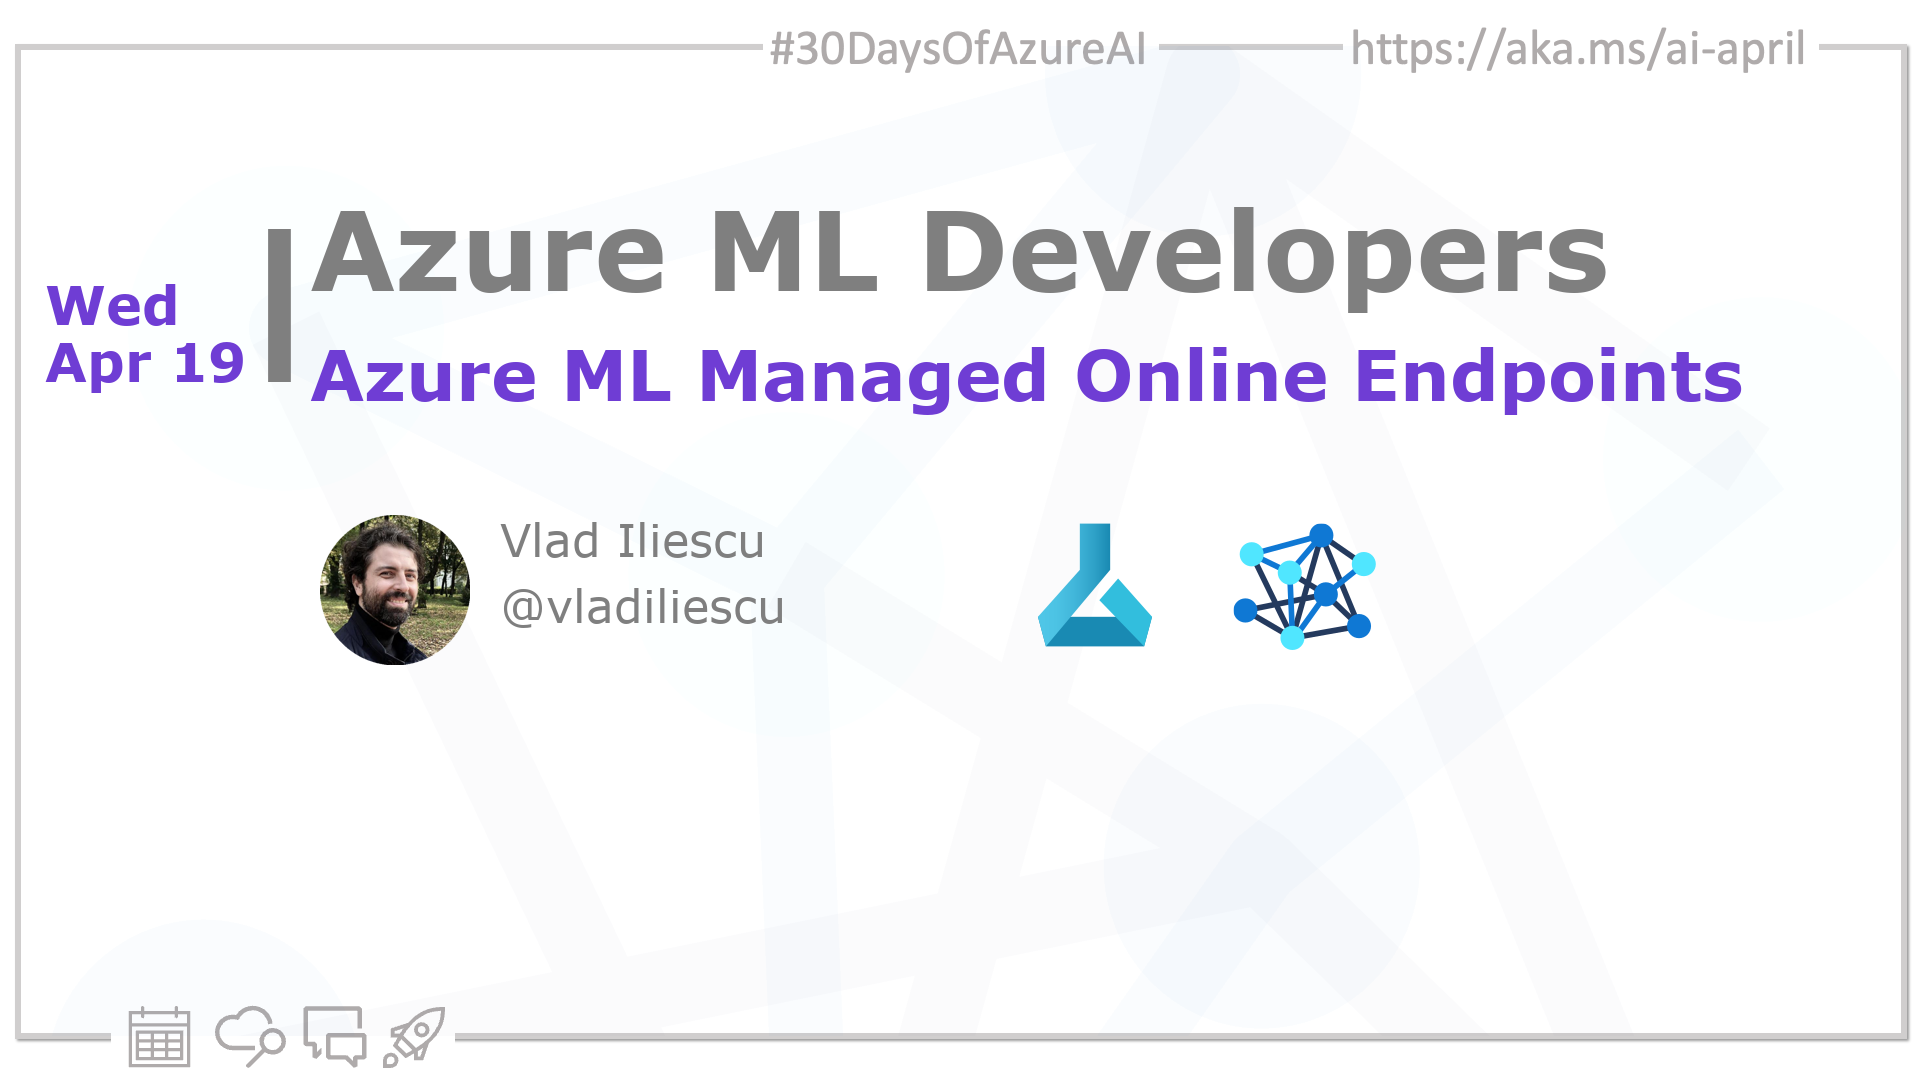 #30DaysOfAzureAI
https://aka.ms/ai-april
Wed
Apr 19
Azure ML Developers
Azure ML Managed Online Endpoints
Vlad Iliescu
@vladiliescu